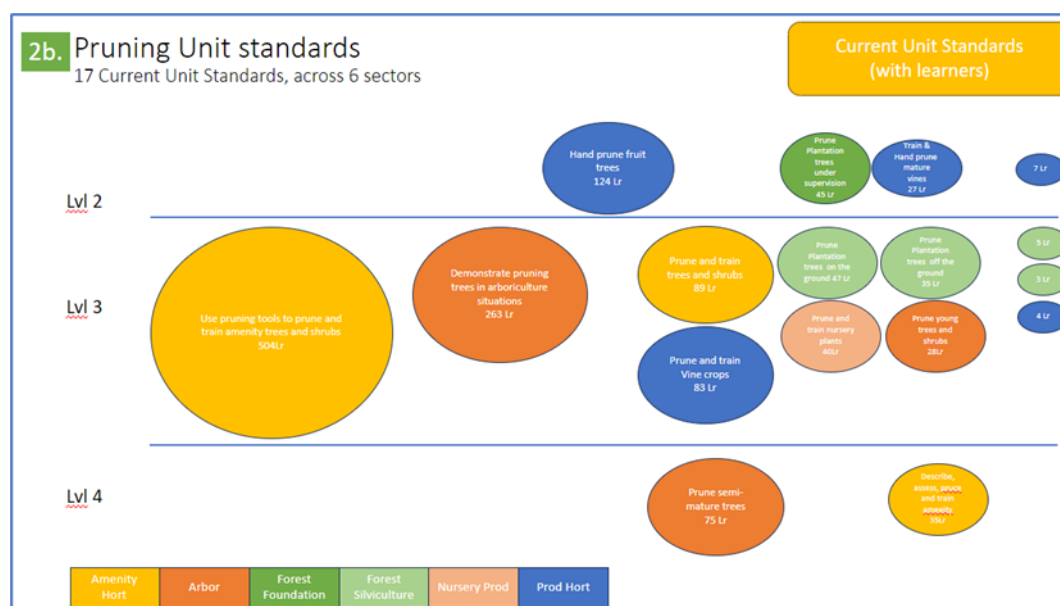 2b. Pruning Unit standards
17 Current Unit Standards, across 6 sectors
Current Unit Standards
(with learners)
Lvl 2
Hand prune fruit
trees
124 Lr
Prune
Plantation
trees
under
supervision
45 Lr
Train &
Hand prune
mature
vines
27 Lr
7 Lr
Lvl 3
Use pruning tools to prune and
train amenity trees and shrubs
504Lr
Demonstrate pruning
trees in arboriculture
situations
263 Lr
Prune and train
trees and shrubs
89 Lr
Prune
Plantation
trees on the
ground 47 Lr
Prune
Plantation
trees off the
ground
35 Lr
5 Lr
Lr
Prune and train
Vine crops
83 Lr
Prune and
train nursery
plants
40Lr
Prune young
trees and
shrubs
28Lr
4 Lr
Lvl 4
Prune semi-
mature trees
75 Lr
Describe,
assess, pruce
and train
amenity
Lr
Amenity
Hort
Arbor
Forest
Foundation
Forest
Silviculture
Nursery Prod
Prod Hort